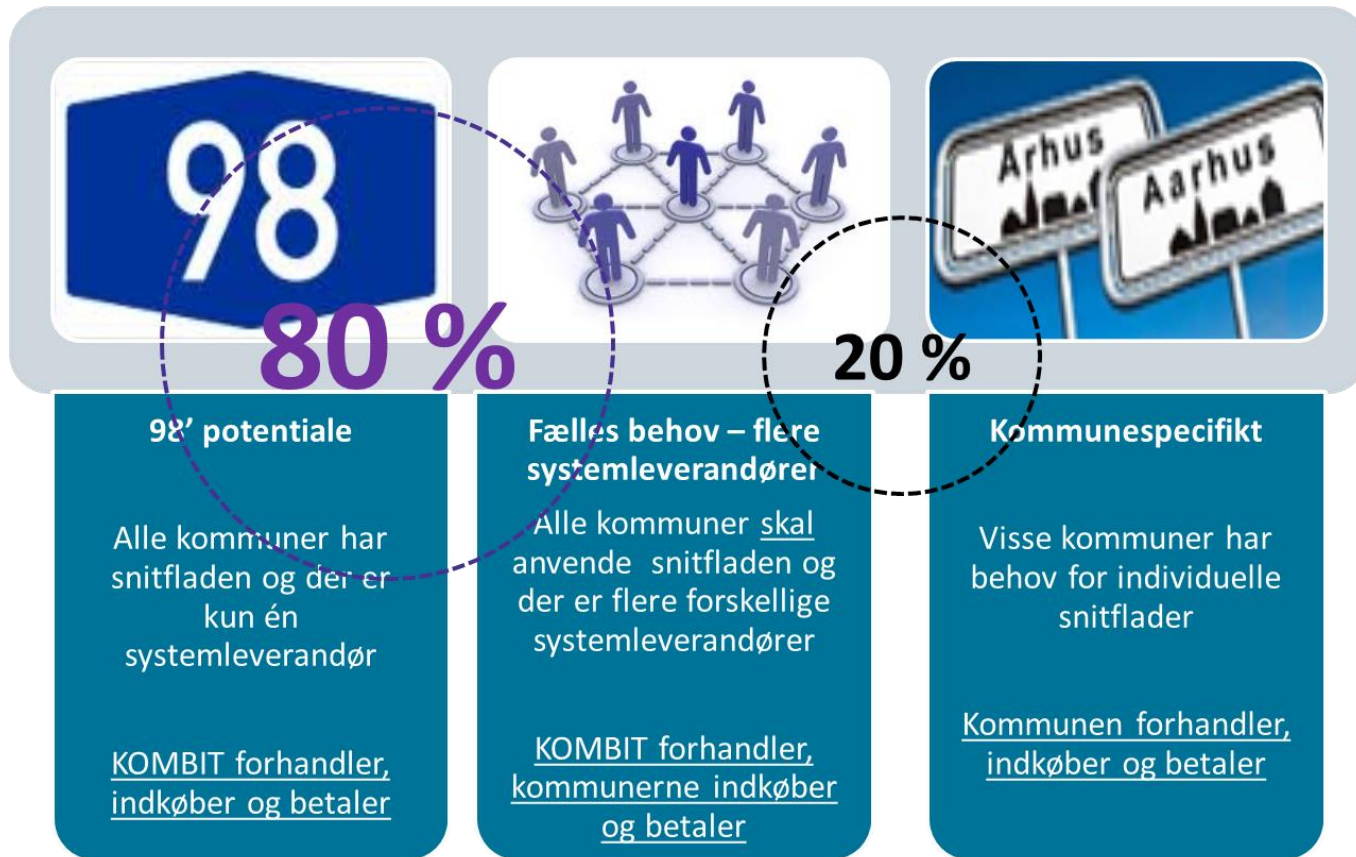 98
Arhus
Aarhus
80 %
20 %
98' potentiale
Alle kommuner har
snitfladen og der er
kun én
systemleverandør
KOMBIT forhandler,
indkøber og betaler
Fælles behov – flere
systemleverandører
Alle kommuner skal
anvende snitfladen og
der er flere forskellige
systemleverandører
KOMBIT forhandler,
kommunerne indkøber
og betaler
Kommunespecifikt
Visse kommuner har
behov for individuelle
snitflader
Kommunen forhandler,
indkøber og betaler